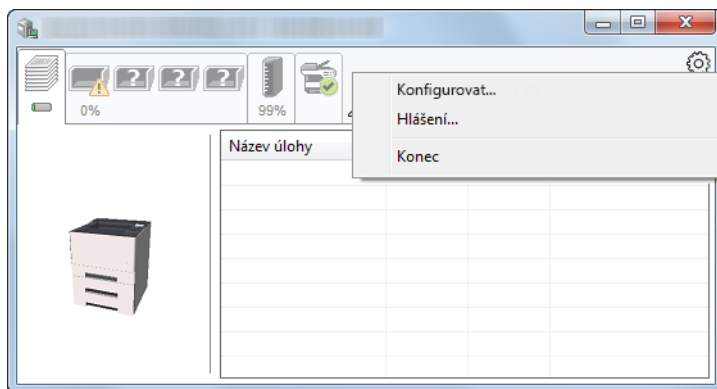 0%
? ? ?
99%
Konfigurovat...
Hlášení...
Konec
Název úlohy